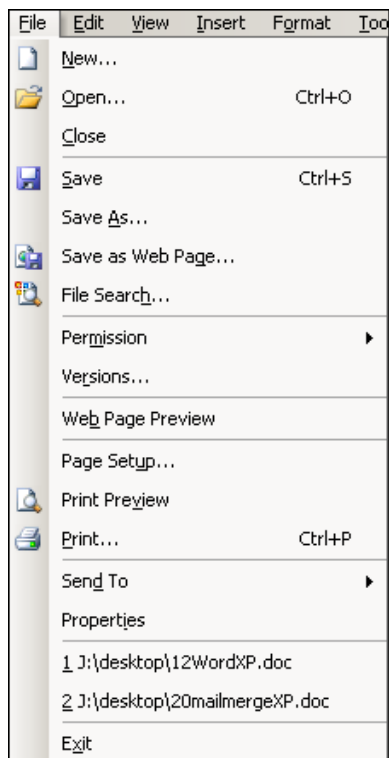 File Edit View Insert Format Too
New...
Open... Ctrl+O
Close
Save Ctrl+S
Save As...
Save as Web Page...
File Search...
Permission
Versions...
Web Page Preview
Page Setup...
Print Preview
Print... Ctrl+P
Send To
Properties
1 J:\desktop\12WordXP.doc
2 J:\desktop\20mailmergeXP.doc
Exit